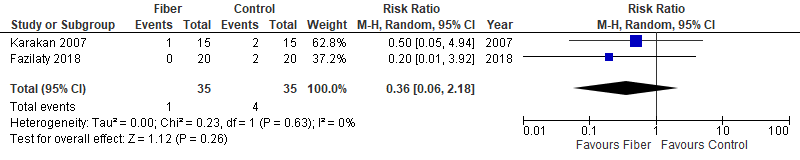 Fiber Control Risk Ratio Risk Ratio
Study or Subgroup Events Total Events Total Weight M-H, Random, 95% CI Year M-H, Random, 95% CI
Karakan 2007 1 15 2 15 62.8% 0.50 [0.05, 4.94] 2007
Fazilaty 2018 0 20 2 20 37.2% 0.20 [0.01, 3.92] 2018
Total (95% CI) 35 35 100.0% 0.36 [0.06, 2.18]
Total events 1 4
Heterogeneity: Tau² = 0.00; Chi² = 0.23, df = 1 (P = 0.63); I² = 0%
Test for overall effect: Z = 1.12 (P = 0.26)
0.01 0.1 1 10 100
Favours Fiber Favours Control